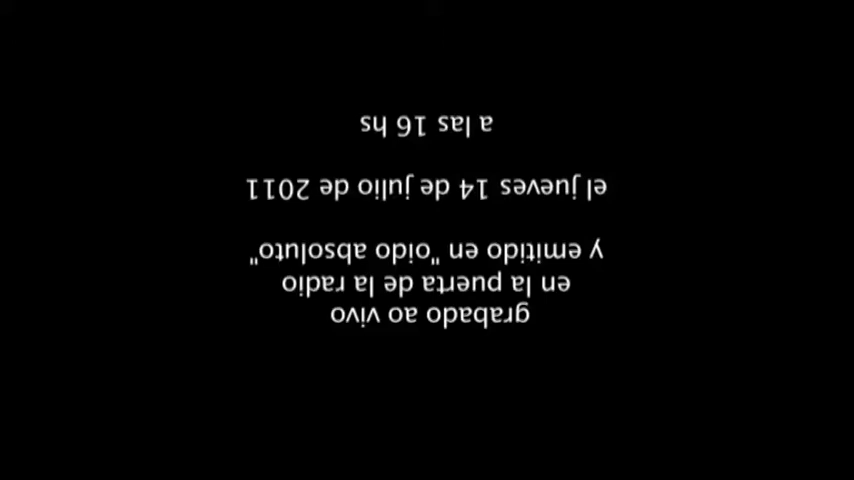 grabado ao vivo
en la puerta de la radio
y emitido en "oido absoluto"
el jueves 14 de julio de 2011
a las 16 hs